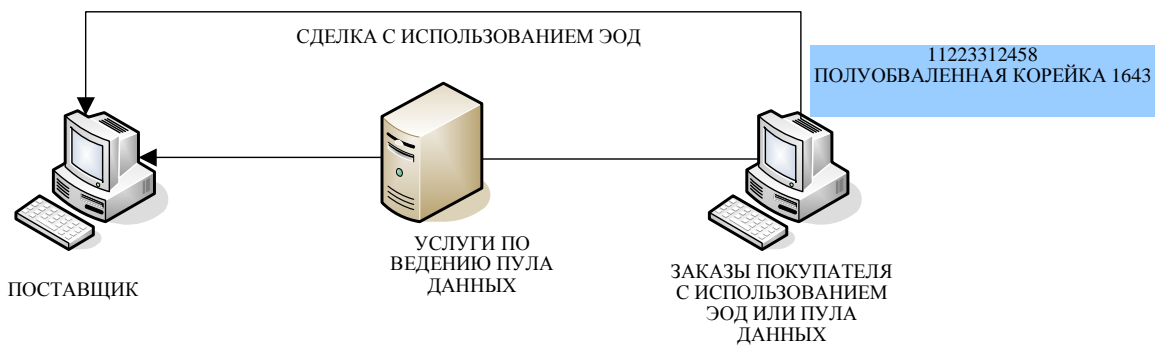 СДЕЛКА С ИСПОЛЬЗОВАНИЕМ ЭОД
11223312458
ПОЛУОБВАЛЕННАЯ КОРЕЙКА 1643
ПОСТАВЩИК
УСЛУГИ ПО
ВЕДЕНИЮ ПУЛА
ДАННЫХ
ЗАКАЗЫ ПОКУПАТЕЛЯ
С ИСПОЛЬЗОВАНИЕМ
ЭОД ИЛИ ПУЛА
ДАННЫХ